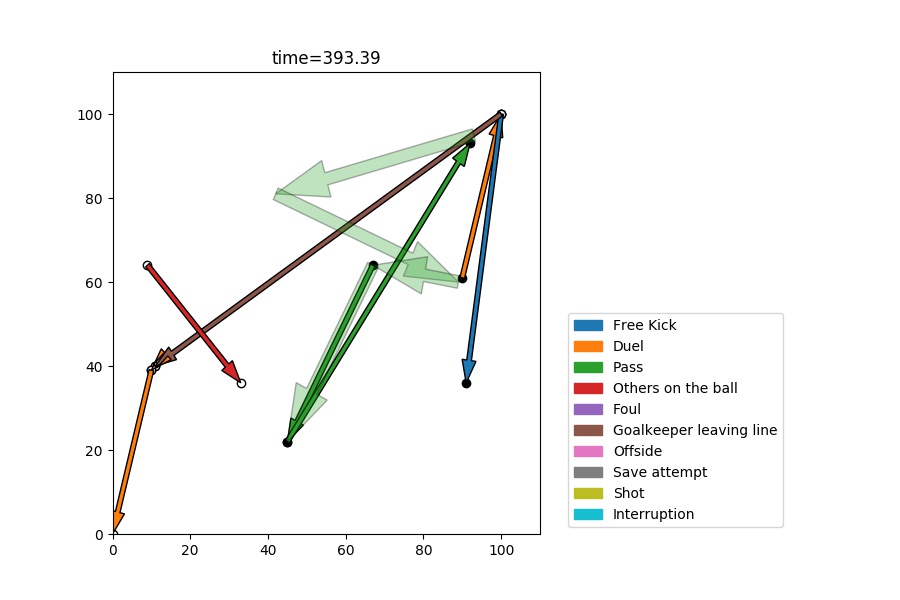 time=393.39
100
80
60
40
20
0
0 20 40 60 80 100
Free Kick
Duel
Pass
Others on the ball
Foul
Goalkeeper leaving line
Offside
Save attempt
Shot
Interruption